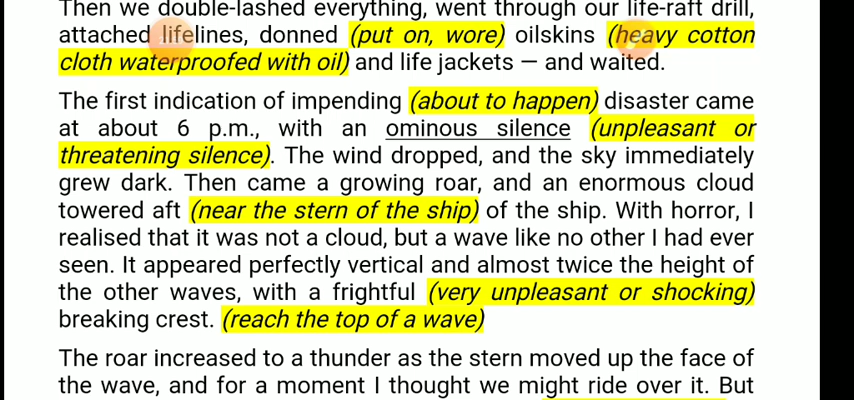 Then we double-lashed everything, went through our life-raft drill,
attached lifelines, donned (put on, wore) oilskins (heavy cotton
cloth waterproofed with oil) and life jackets — and waited.
The first indication of impending (about to happen) disaster came
at about 6 p.m., with an ominous silence (unpleasant or
threatening silence). The wind dropped, and the sky immediately
grew dark. Then came a growing roar, and an enormous cloud
towered aft (near the stern of the ship) of the ship. With horror, I
realised that it was not a cloud, but a wave like no other I had ever
seen. It appeared perfectly vertical and almost twice the height of
the other waves, with a frightful (very unpleasant or shocking)
breaking crest. (reach the top of a wave)
The roar increased to a thunder as the stern moved up the face of
the wave, and for a moment I thought we might ride over it. But